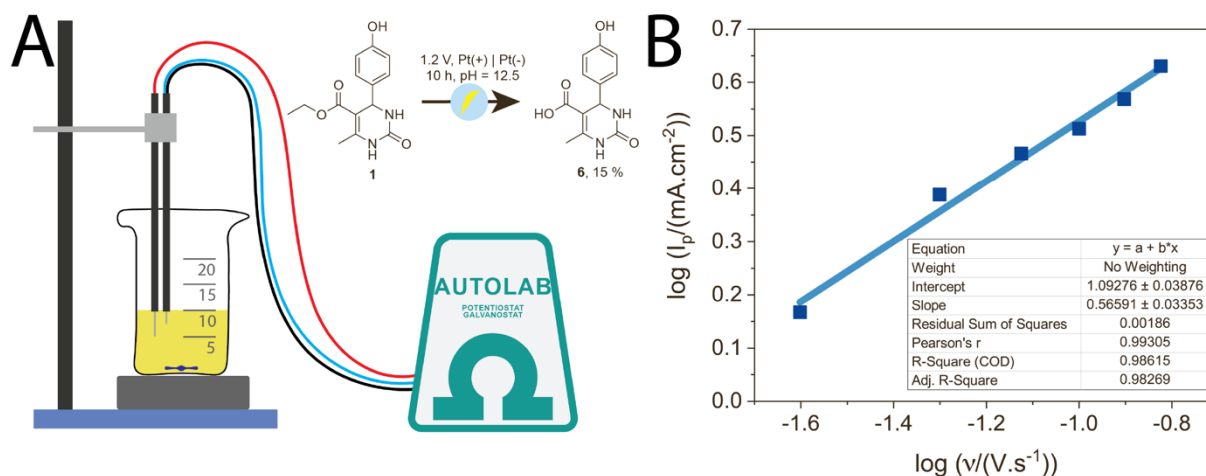 A
OH
O
O
NH
N
H
O
1
1.2 V, Pt(+) | Pt(-)
10 h, pH = 12.5
OH
O
HO
NH
N
H
O
6, 15 %
20
15
10
5
AUTOLAB
POTENTIOSTAT
GALVANOSTAT
Ω
B
log (Ip/(mA.cm⁻²)
0.7
0.6
0.5
0.4
0.3
0.2
0.1
0.0
Equation y = a + b*x
Weight No Weighting
Intercept 1.09276 ± 0.03876
Slope 0.56591 ± 0.03353
Residual Sum of Squares 0.00186
Pearson's r 0.99305
R-Square (COD) 0.98615
Adj. R-Square 0.98269
-1.6 -1.4 -1.2 -1.0 -0.8
log (ν/(V.s⁻¹)